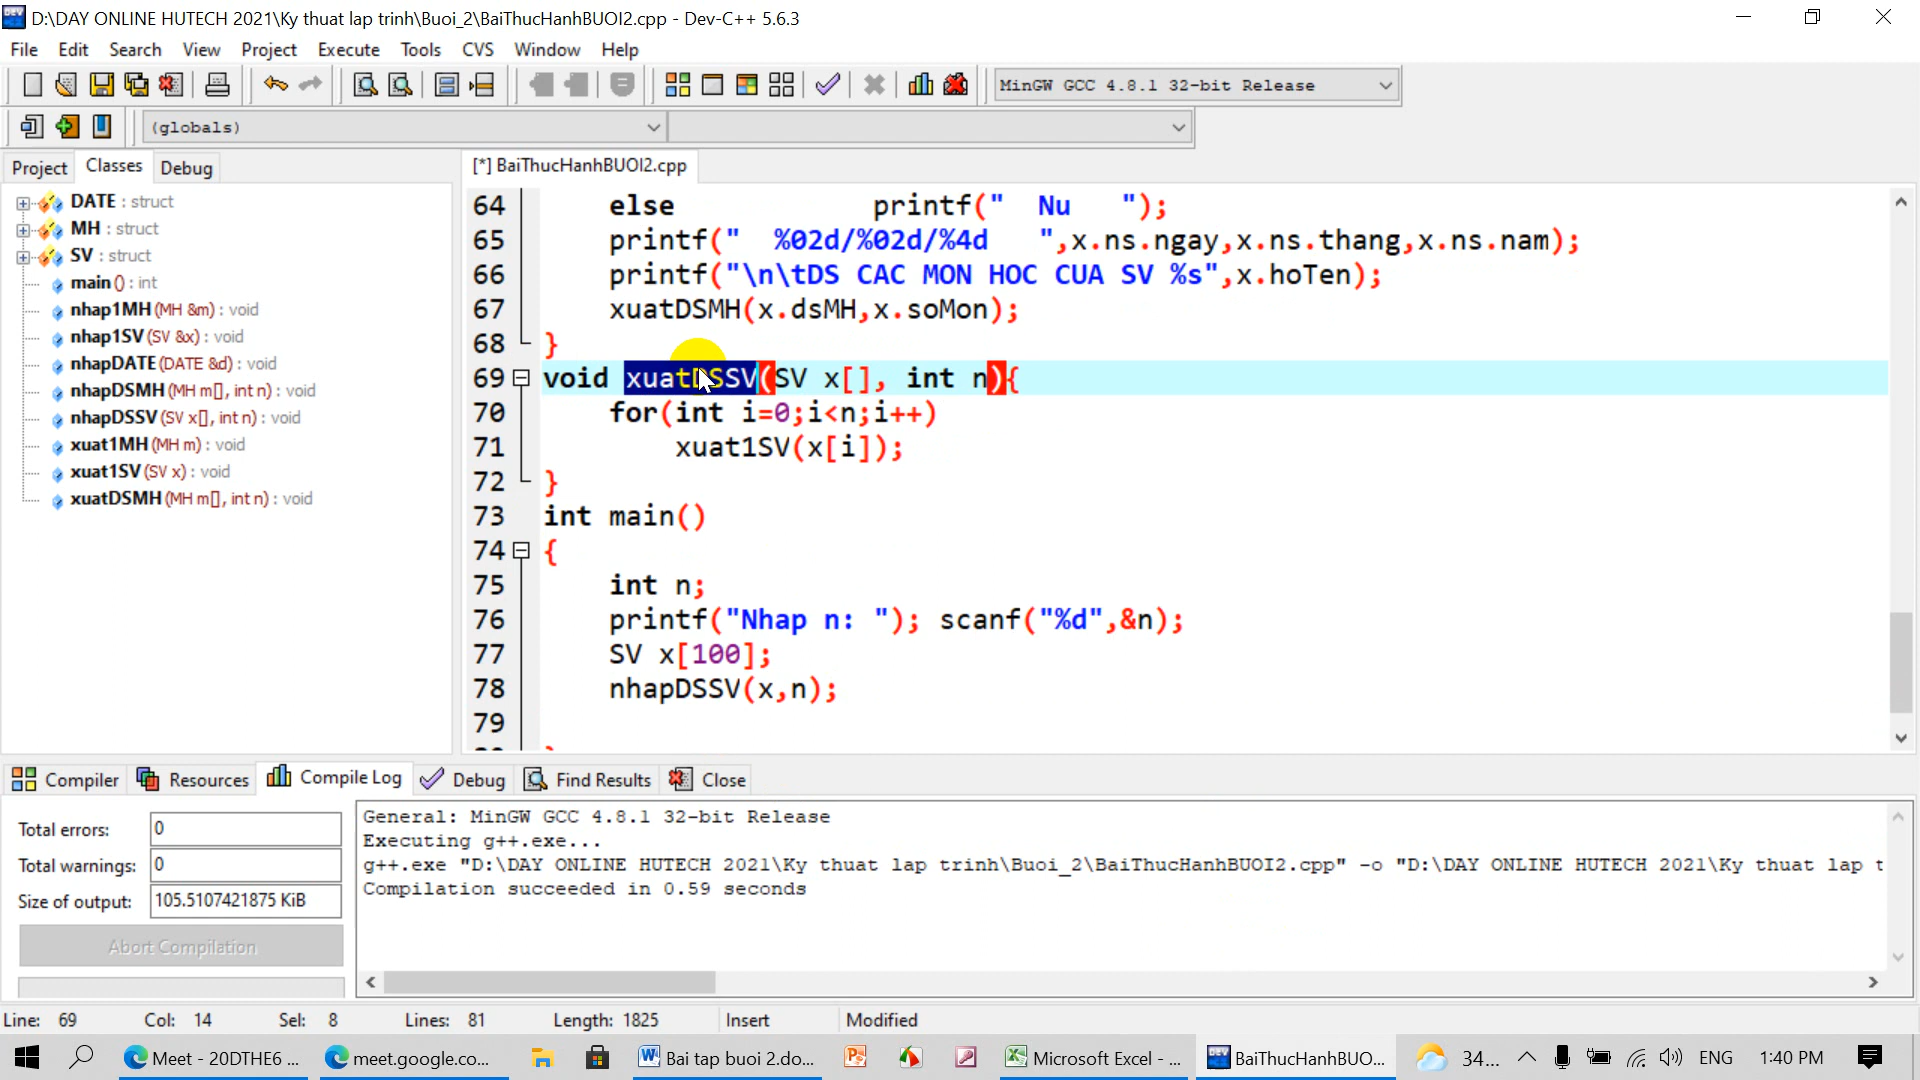 D:\DAY ONLINE HUTECH 2021\Ky thuat lap trinh\Buoi_2\BaiThucHanhBUOI2.cpp - Dev-C++ 5.6.3
File Edit Search View Project Execute Tools CVS Window Help
MinGW GCC 4.8.1 32-bit Release
(globals)
Project Classes Debug
[*] BaiThucHanhBUOI2.cpp
DATE : struct
MH : struct
SV : struct
main () : int
nhap1MH (MH &m) : void
nhap1SV (SV &x) : void
nhapDATE (DATE &d) : void
nhapDSMH (MH m[], int n) : void
nhapDSSV (SV x[], int n) : void
xuat1MH (MH m) : void
xuat1SV (SV x) : void
xuatDSMH (MH m[], int n) : void
64 else printf(" Nu ");
65 printf(" %02d/%02d/%4d ",x.ns.ngay,x.ns.thang,x.ns.nam);
66 printf("\n\tDS CAC MON HOC CUA SV %s",x.hoTen);
67 xuatDSMH(x.dsMH,x.soMon);
68 }
69 void xuatDSSV(SV x[], int n){
70 for(int i=0;i<n;i++)
71 xuat1SV(x[i]);
72 }
73 int main()
74 {
75 int n;
76 printf("Nhap n: "); scanf("%d",&n);
77 SV x[100];
78 nhapDSSV(x,n);
79
Compiler Resources Compile Log Debug Find Results Close
Total errors: 0
Total warnings: 0
Size of output: 105.5107421875 KiB
Abort Compilation
General: MinGW GCC 4.8.1 32-bit Release
Executing g++.exe...
g++.exe "D:\DAY ONLINE HUTECH 2021\Ky thuat lap trinh\Buoi_2\BaiThucHanhBUOI2.cpp" -o "D:\DAY ONLINE HUTECH 2021\Ky thuat lap t
Compilation succeeded in 0.59 seconds
Line: 69 Col: 14 Sel: 8 Lines: 81 Length: 1825 Insert Modified
Meet - 20DTHE6 ... meet.google.co... Bai tap buoi 2.do... Microsoft Excel - ... BaiThucHanhBUO... 34... ENG 1:40 PM